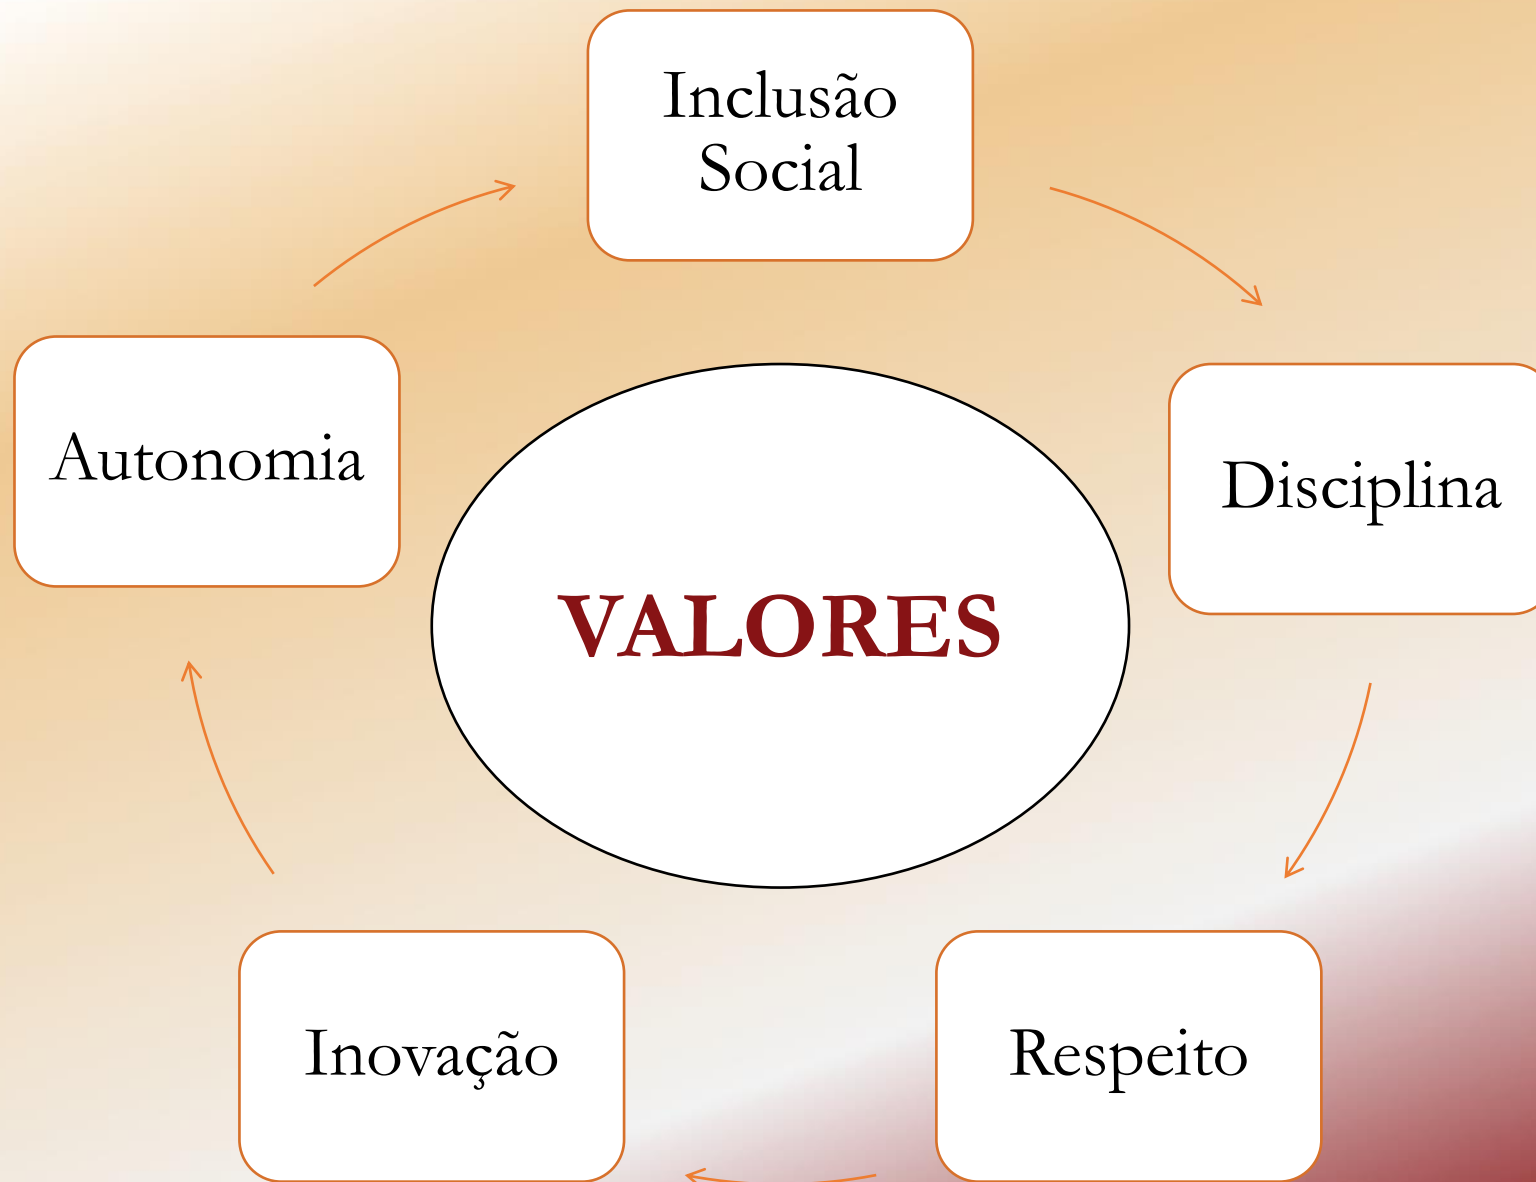 Inclusão
Social
Autonomia
Disciplina
VALORES
Inovação
Respeito